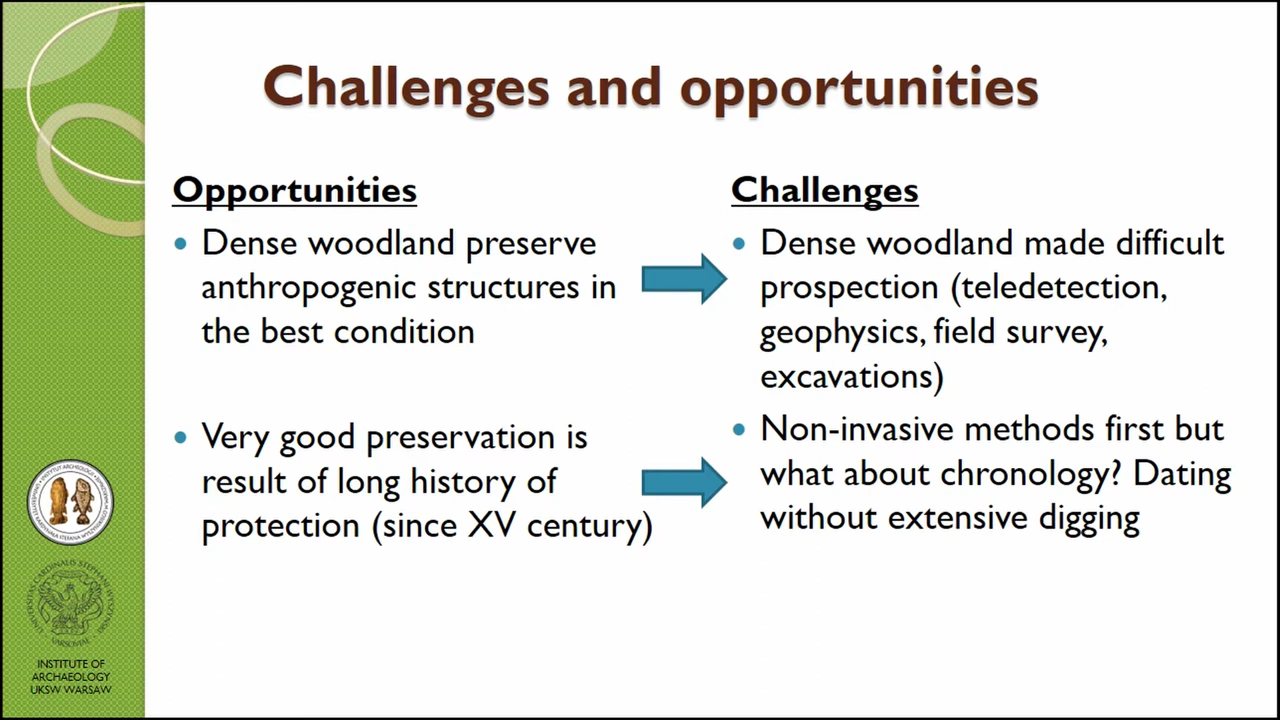 Challenges and opportunities
Opportunities
Dense woodland preserve
anthropogenic structures in
the best condition
Very good preservation is
result of long history of
protection (since XV century)
Challenges
Dense woodland made difficult
prospection (teledetection,
geophysics, field survey,
excavations)
Non-invasive methods first but
what about chronology? Dating
without extensive digging
INSTITUTE OF
ARCHAEOLOGY
UKSW WARSAW